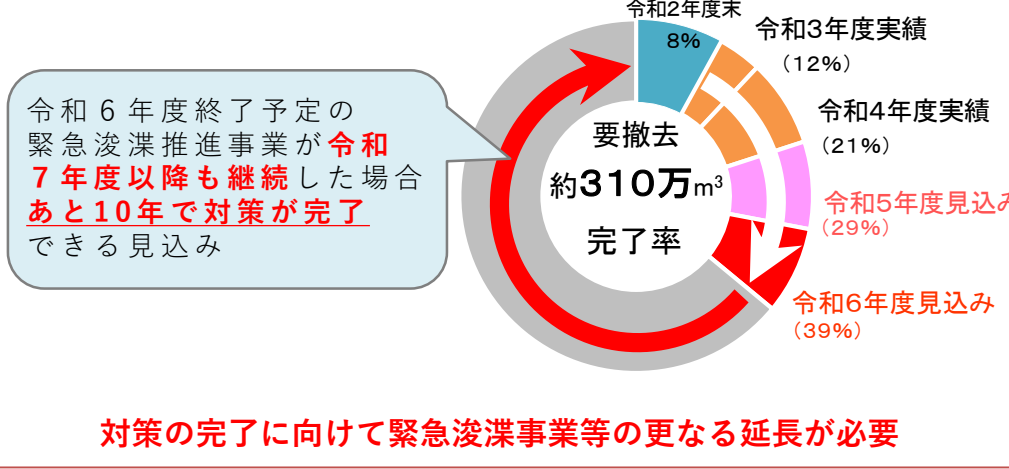 令和2年度末
8%
令和3年度実績
（12%）
令和6年度終了予定の
緊急浚渫推進事業が令和
7年度以降も継続した場合
あと10年で対策が完了
できる見込み
要撤去
約310万m³
完了率
令和4年度実績
（21%）
令和5年度見込み
（29%）
令和6年度見込み
（39%）
対策の完了に向けて緊急浚渫事業等の更なる延長が必要